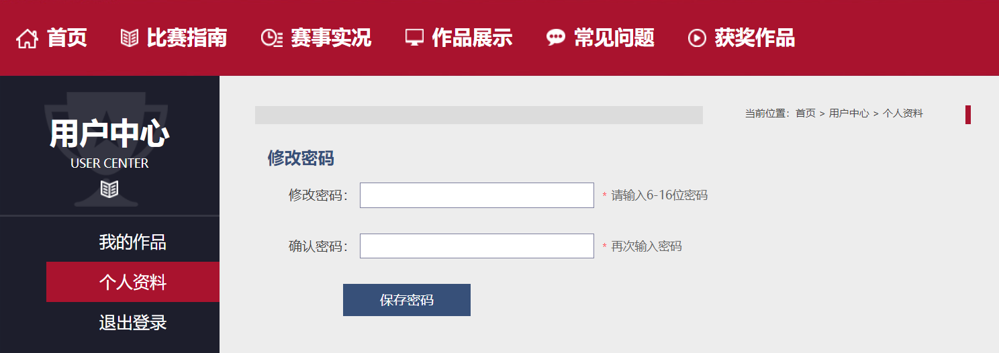 首页 比赛指南 赛事实况 作品展示 常见问题 获奖作品
用户中心
USER CENTER
我的作品
个人资料
退出登录
当前位置：首页 > 用户中心 > 个人资料
修改密码
修改密码： * 请输入6-16位密码
确认密码： * 再次输入密码
保存密码